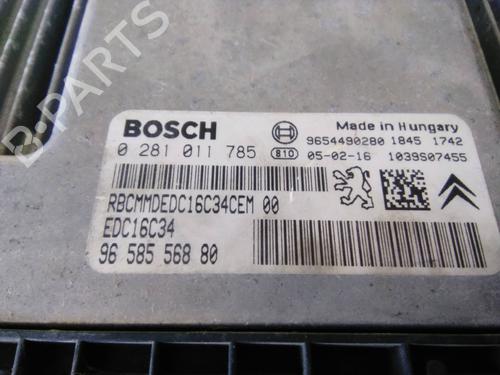 BOSCH
Made in Hungary
9654490280 1845 1742
0 281 011 785 810 05-02-16 1039S07455
RBCMMDEDC16C34CEM 00
EDC16C34
96 585 568 80
B-PARTS